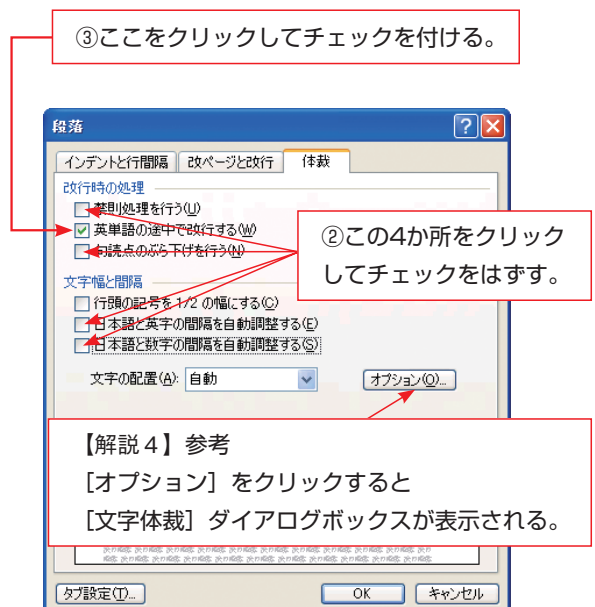 ③ここをクリックしてチェックを付ける。
段落
インデントと行間隔 改ページと改行 体裁
改行時の処理
禁則処理を行う(U)
英単語の途中で改行する(W)
句読点のぶら下げを行う(N)
②この4か所をクリック
してチェックをはずす。
文字幅と間隔
行頭の記号を 1/2 の幅にする(C)
日本語と英字の間隔を自動調整する(E)
日本語と数字の間隔を自動調整する(S)
文字の配置(A): 自動 オプション(O)...
【解説４】参考
［オプション］をクリックすると
［文字体裁］ダイアログボックスが表示される。
タブ設定(T)... OK キャンセル